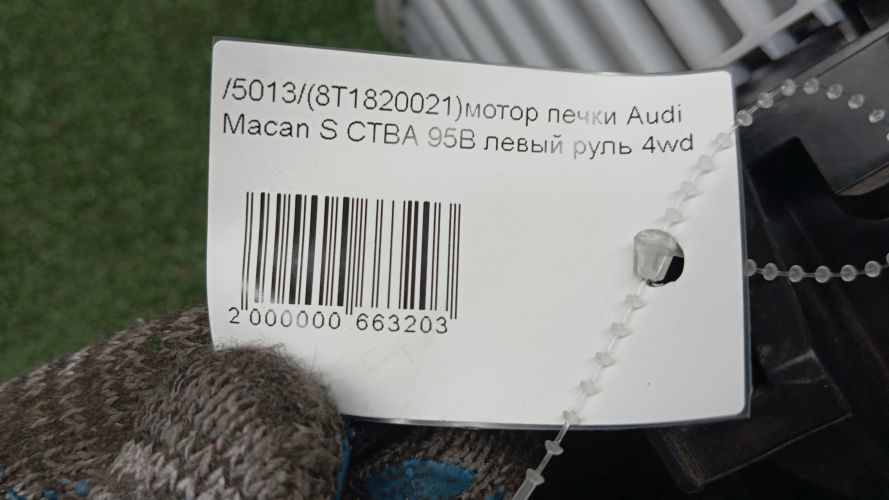 /5013/(8T1820021)мотор печки Audi
Macan S CTBA 95B левый руль 4wd
2 000000 663203